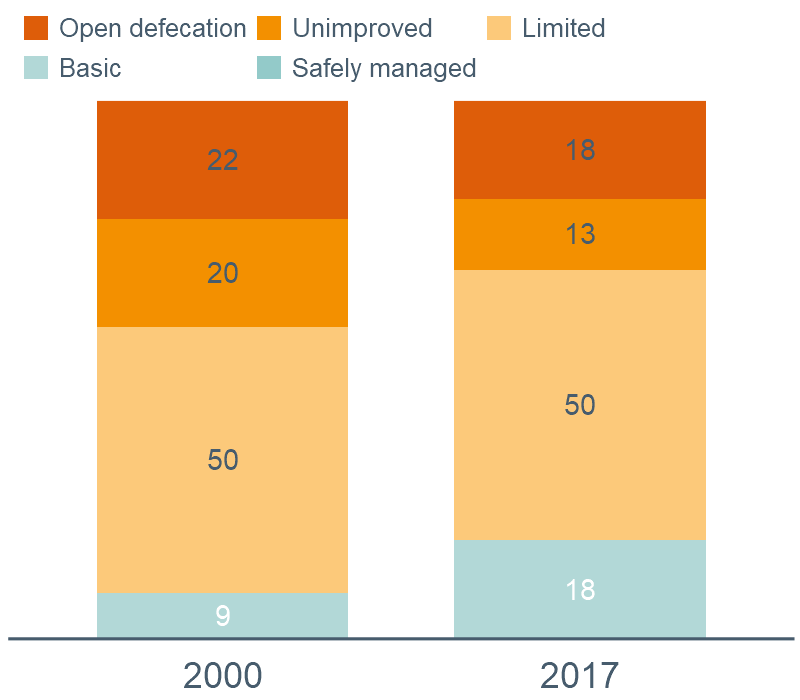 Open defecation Unimproved Limited
Basic Safely managed
22 18
20 13
50 50
9 18
2000 2017